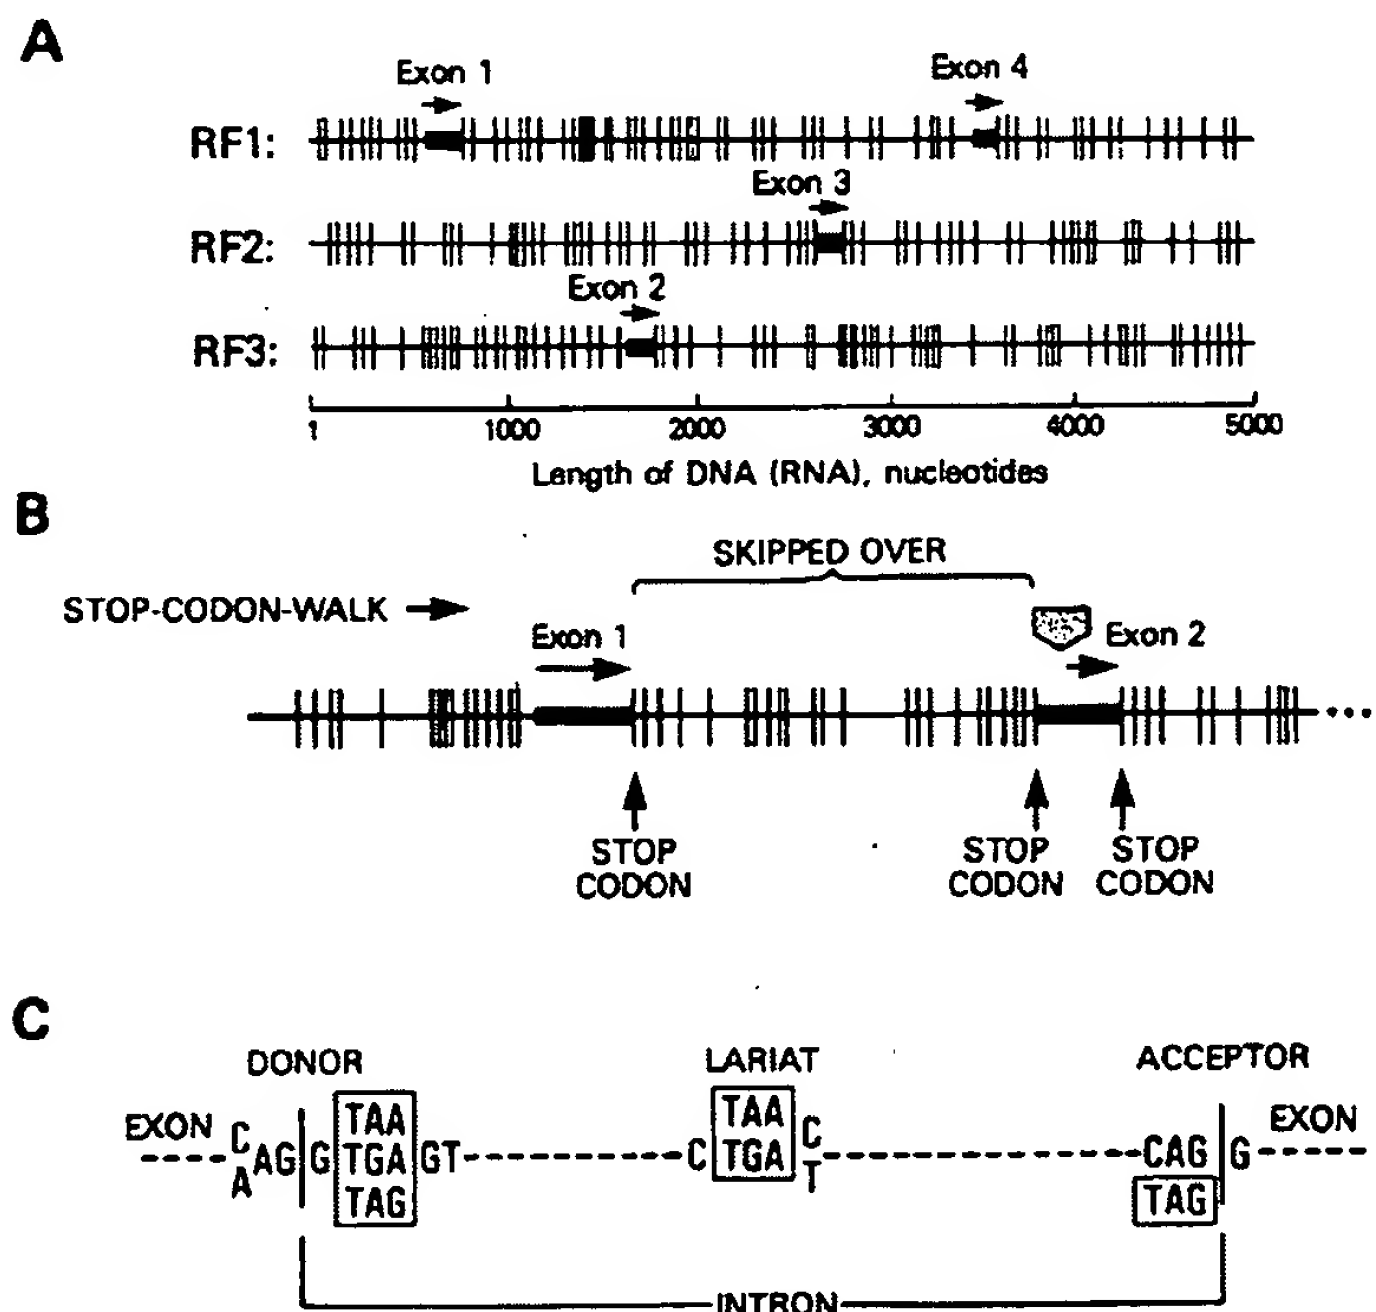 A
Exon 1
Exon 4
RF1:
Exon 3
RF2:
Exon 2
RF3:
1 1000 2000 3000 4000 5000
Length of DNA (RNA), nucleotides
B
SKIPPED OVER
STOP-CODON-WALK
Exon 1
Exon 2
STOP CODON
STOP CODON
STOP CODON
C
DONOR
LARIAT
ACCEPTOR
EXON
C
A
AG
G
TAA
TGA
TAG
GT
C
TAA
TGA
C
T
CAG
TAG
G
EXON
INTRON